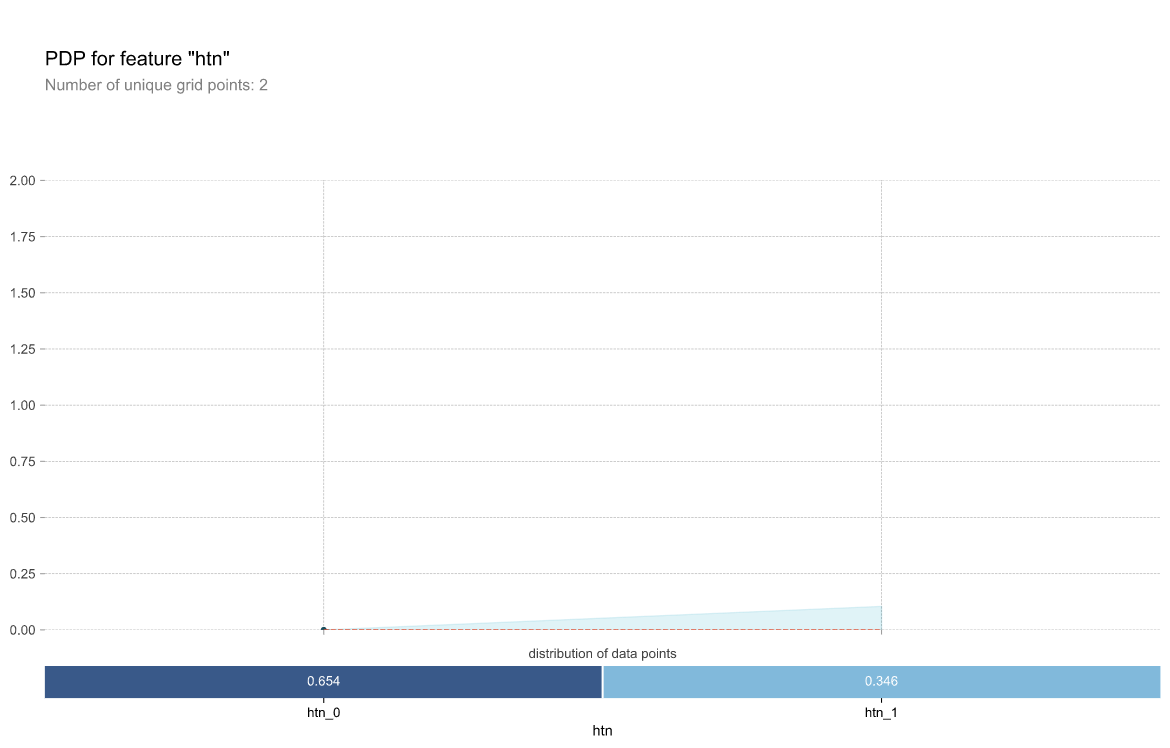 PDP for feature "htn"
Number of unique grid points: 2
2.00
1.75
1.50
1.25
1.00
0.75
0.50
0.25
0.00
distribution of data points
0.654 0.346
htn_0 htn_1
htn